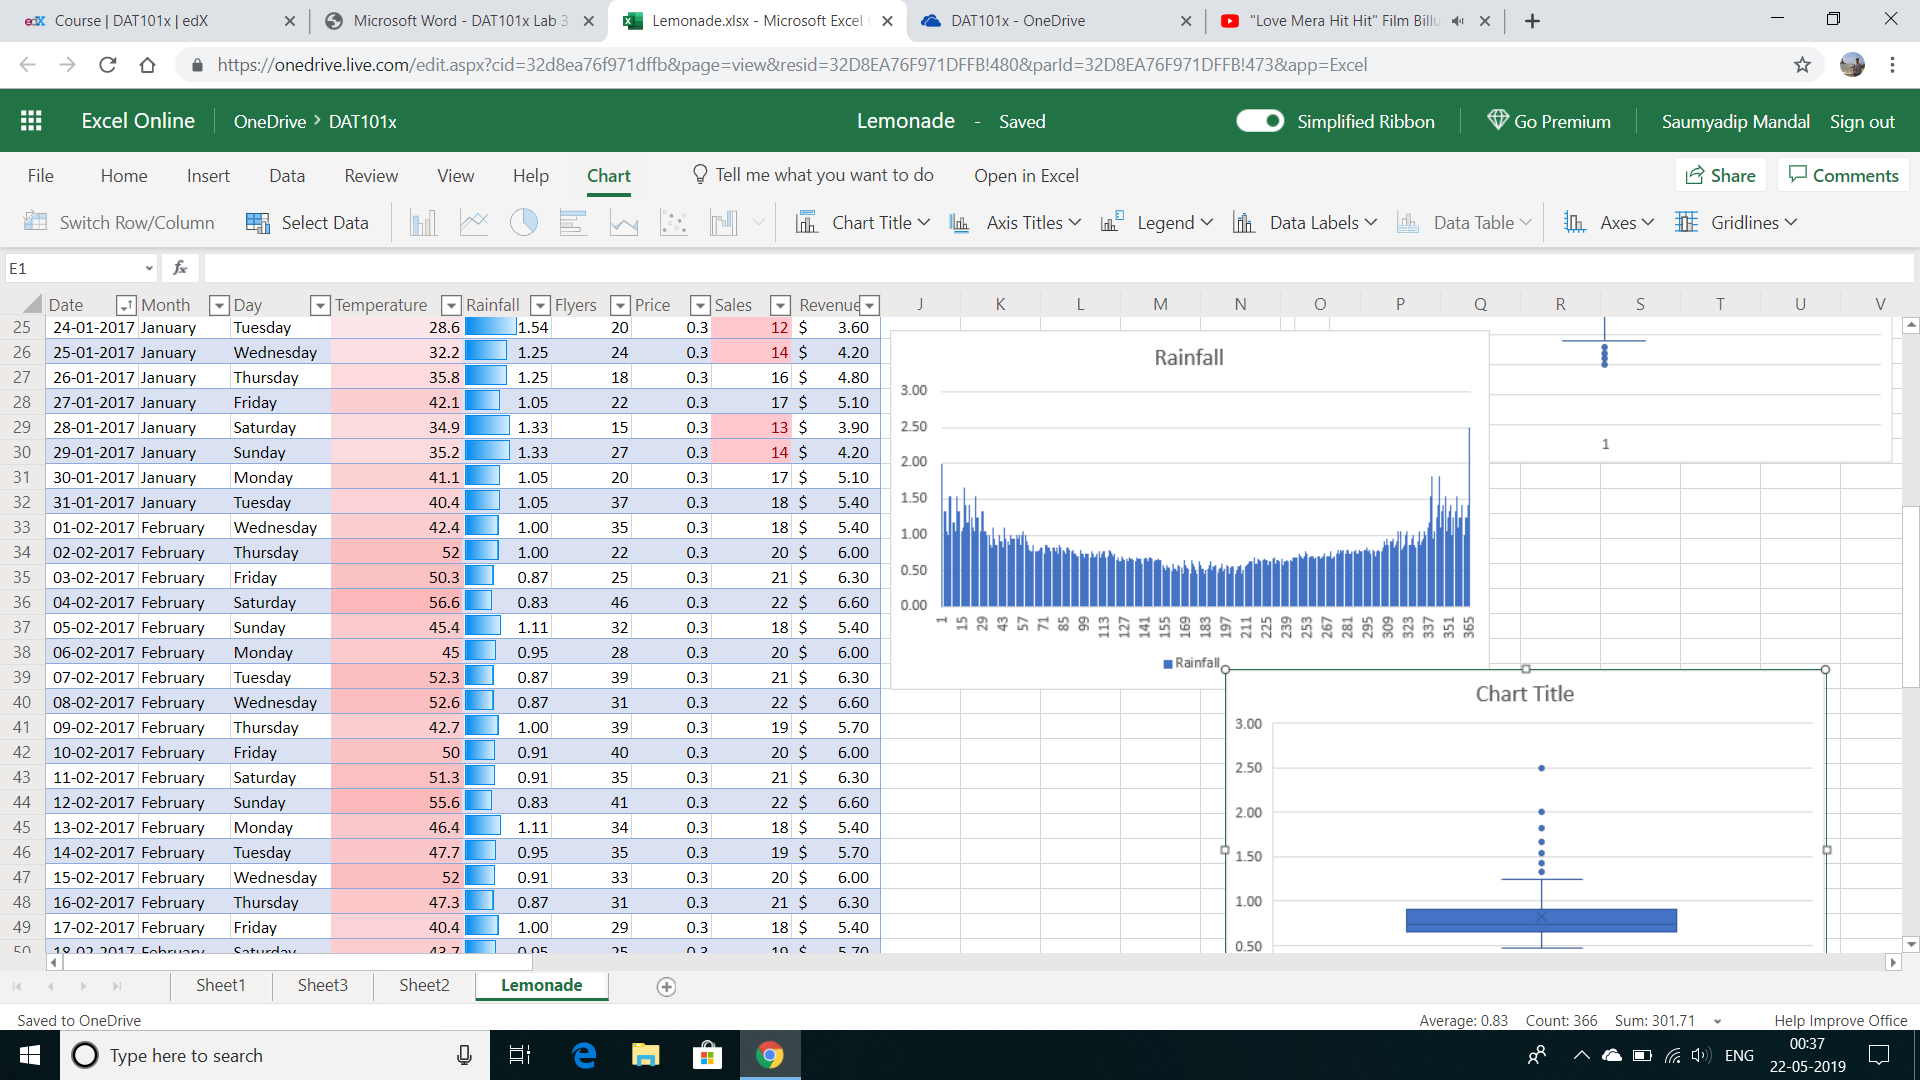 Course | DAT101x | edX
Microsoft Word - DAT101x Lab 3
Lemonade.xlsx - Microsoft Excel
DAT101x - OneDrive
"Love Mera Hit Hit" Film Billu
https://onedrive.live.com/edit.aspx?cid=32d8ea76f971dffb&page=view&resid=32D8EA76F971DFFB!480&parId=32D8EA76F971DFFB!473&app=Excel
Excel Online OneDrive > DAT101x Lemonade - Saved Simplified Ribbon Go Premium Saumyadip Mandal Sign out
File Home Insert Data Review View Help Chart Tell me what you want to do Open in Excel Share Comments
Switch Row/Column Select Data Chart Title Axis Titles Legend Data Labels Data Table Axes Gridlines
E1 fx
Date Month Day Temperature Rainfall Flyers Price Sales Revenue J K L M N O P Q R S T U V
25 24-01-2017 January Tuesday 28.6 1.54 20 0.3 12 $ 3.60
26 25-01-2017 January Wednesday 32.2 1.25 24 0.3 14 $ 4.20
27 26-01-2017 January Thursday 35.8 1.25 18 0.3 16 $ 4.80
28 27-01-2017 January Friday 42.1 1.05 22 0.3 17 $ 5.10
29 28-01-2017 January Saturday 34.9 1.33 15 0.3 13 $ 3.90
30 29-01-2017 January Sunday 35.2 1.33 27 0.3 14 $ 4.20
31 30-01-2017 January Monday 41.1 1.05 20 0.3 17 $ 5.10
32 31-01-2017 January Tuesday 40.4 1.05 37 0.3 18 $ 5.40
33 01-02-2017 February Wednesday 42.4 1.00 35 0.3 18 $ 5.40
34 02-02-2017 February Thursday 52 1.00 22 0.3 20 $ 6.00
35 03-02-2017 February Friday 50.3 0.87 25 0.3 21 $ 6.30
36 04-02-2017 February Saturday 56.6 0.83 46 0.3 22 $ 6.60
37 05-02-2017 February Sunday 45.4 1.11 32 0.3 18 $ 5.40
38 06-02-2017 February Monday 45 0.95 28 0.3 20 $ 6.00
39 07-02-2017 February Tuesday 52.3 0.87 39 0.3 21 $ 6.30
40 08-02-2017 February Wednesday 52.6 0.87 31 0.3 22 $ 6.60
41 09-02-2017 February Thursday 42.7 1.00 39 0.3 19 $ 5.70
42 10-02-2017 February Friday 50 0.91 40 0.3 20 $ 6.00
43 11-02-2017 February Saturday 51.3 0.91 35 0.3 21 $ 6.30
44 12-02-2017 February Sunday 55.6 0.83 41 0.3 22 $ 6.60
45 13-02-2017 February Monday 46.4 1.11 34 0.3 18 $ 5.40
46 14-02-2017 February Tuesday 47.7 0.95 35 0.3 19 $ 5.70
47 15-02-2017 February Wednesday 52 0.91 33 0.3 20 $ 6.00
48 16-02-2017 February Thursday 47.3 0.87 31 0.3 21 $ 6.30
49 17-02-2017 February Friday 40.4 1.00 29 0.3 18 $ 5.40
50 18-02-2017 February Saturday 43.7 0.95 25 0.3 19 $ 5.70
Rainfall
3.00
2.50
2.00
1.50
1.00
0.50
0.00
1 15 29 43 57 71 85 99 113 127 141 155 169 183 197 211 225 239 253 267 281 295 309 323 337 351 365
Rainfall
1
Chart Title
3.00
2.50
2.00
1.50
1.00
0.50
Sheet1 Sheet3 Sheet2 Lemonade
Saved to OneDrive Average: 0.83 Count: 366 Sum: 301.71 Help Improve Office
Type here to search ENG
00:37
22-05-2019